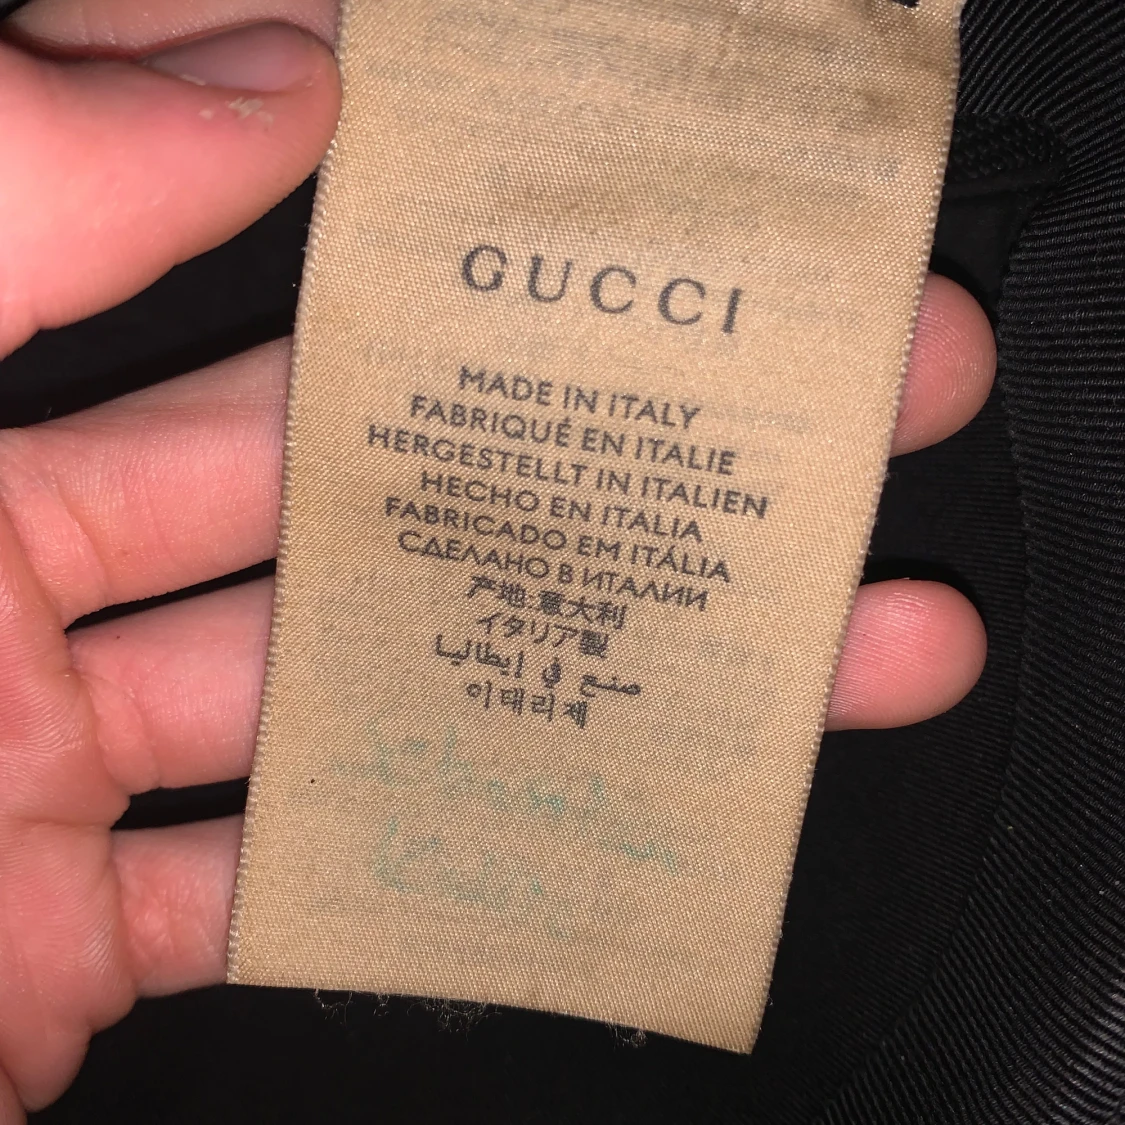 GUCCI
MADE IN ITALY
FABRIQUÉ EN ITALIE
HERGESTELLT IN ITALIEN
HECHO EN ITALIA
FABRICADO EM ITÁLIA
СДЕЛАНО В ИТАЛИИ
产地:意大利
イタリア製
صنع في إيطاليا
이태리제